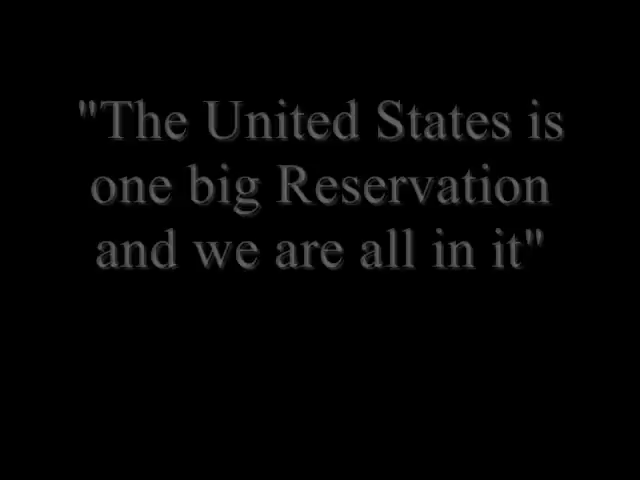 "The United States is
one big Reservation
and we are all in it"